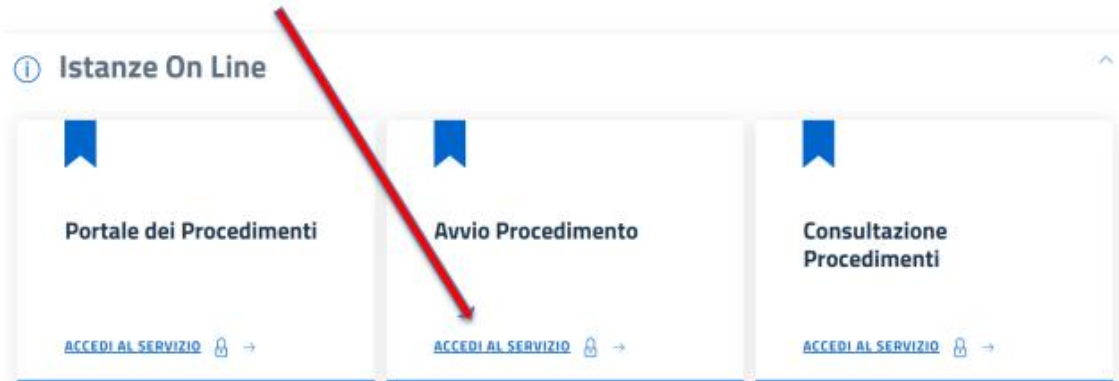 Istanze On Line
Portale dei Procedimenti
Avvio Procedimento
Consultazione
Procedimenti
ACCEDI AL SERVIZIO
ACCEDI AL SERVIZIO
ACCEDI AL SERVIZIO